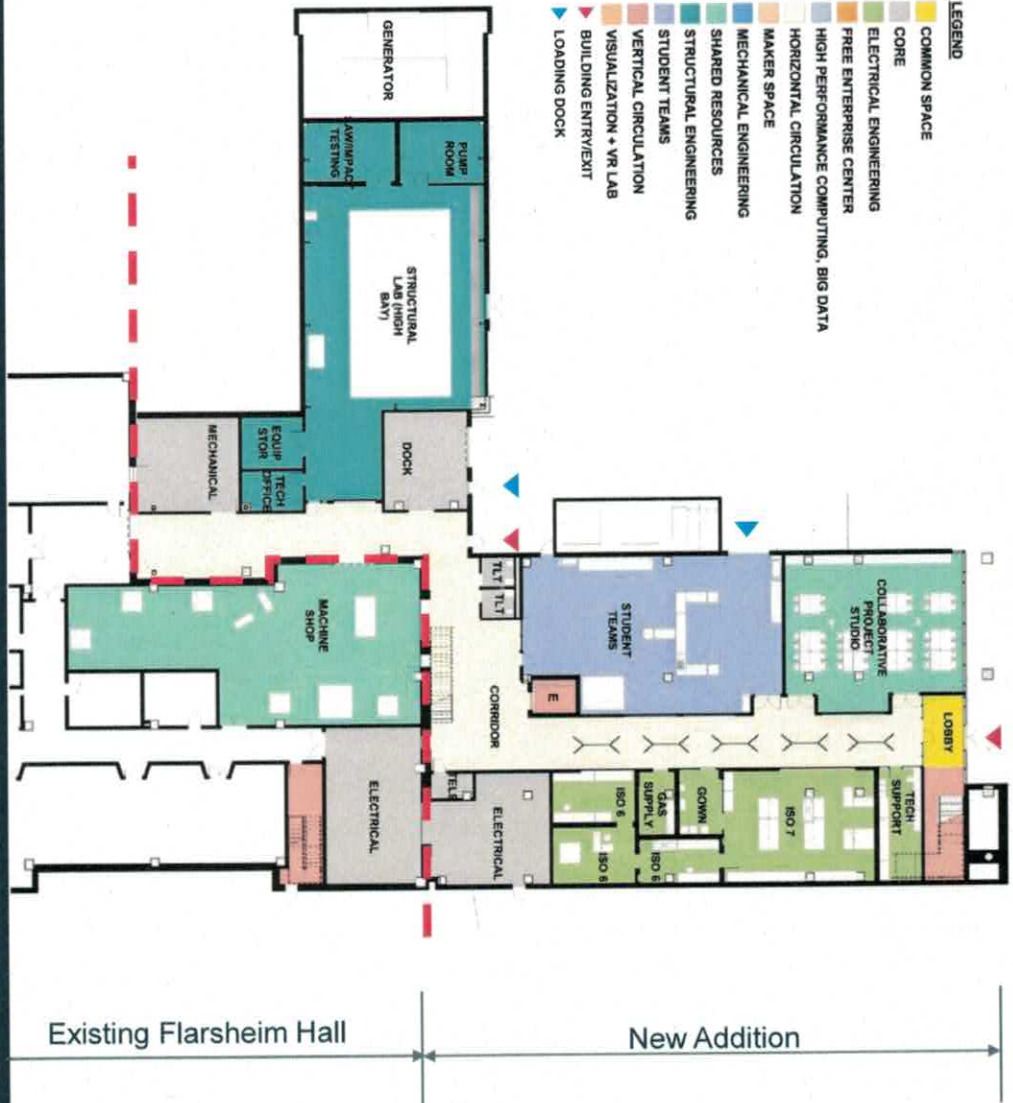 LEGEND
COMMON SPACE
CORE
ELECTRICAL ENGINEERING
FREE ENTERPRISE CENTER
HIGH PERFORMANCE COMPUTING, BIG DATA
HORIZONTAL CIRCULATION
MAKER SPACE
MECHANICAL ENGINEERING
SHARED RESOURCES
STRUCTURAL ENGINEERING
STUDENT TEAMS
VERTICAL CIRCULATION
VISUALIZATION + VR LAB
BUILDING ENTRY/EXIT
LOADING DOCK
GENERATOR
PUMP
ROOM
SAW/IMPACT
TESTING
STRUCTURAL
LAB (HIGH
BAY)
DOCK
EQUIP
STOR
TECH
OFFICE
MECHANICAL
TLT
TLT
STUDENT
TEAMS
COLLABORATIVE
PROJECT
STUDIO
MACHINE
SHOP
E
CORRIDOR
LOBBY
ELECTRICAL
TELE
ELECTRICAL
ISO 6
ISO 6
GAS
SUPPLY
ISO 6
GOWN
ISO 7
TECH
SUPPORT
Existing Flarsheim Hall
New Addition